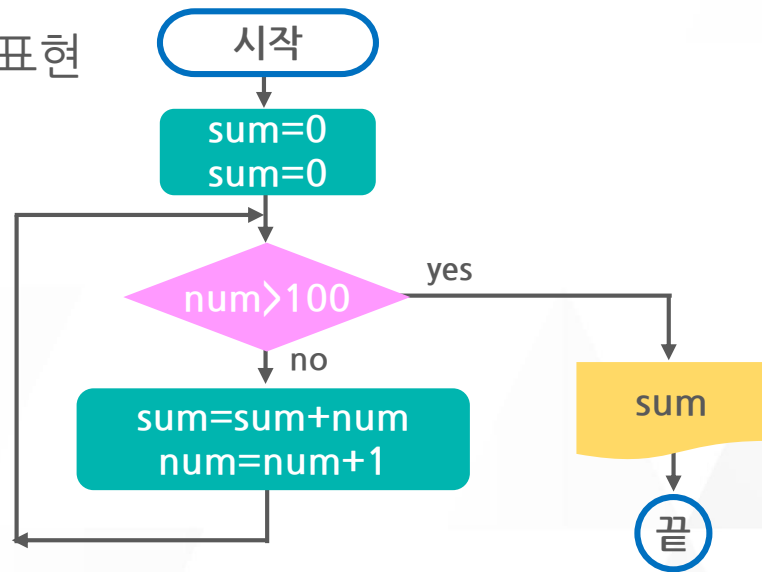 표현
시작
sum=0
sum=0
num>100
yes
no
sum=sum+num
num=num+1
sum
끝